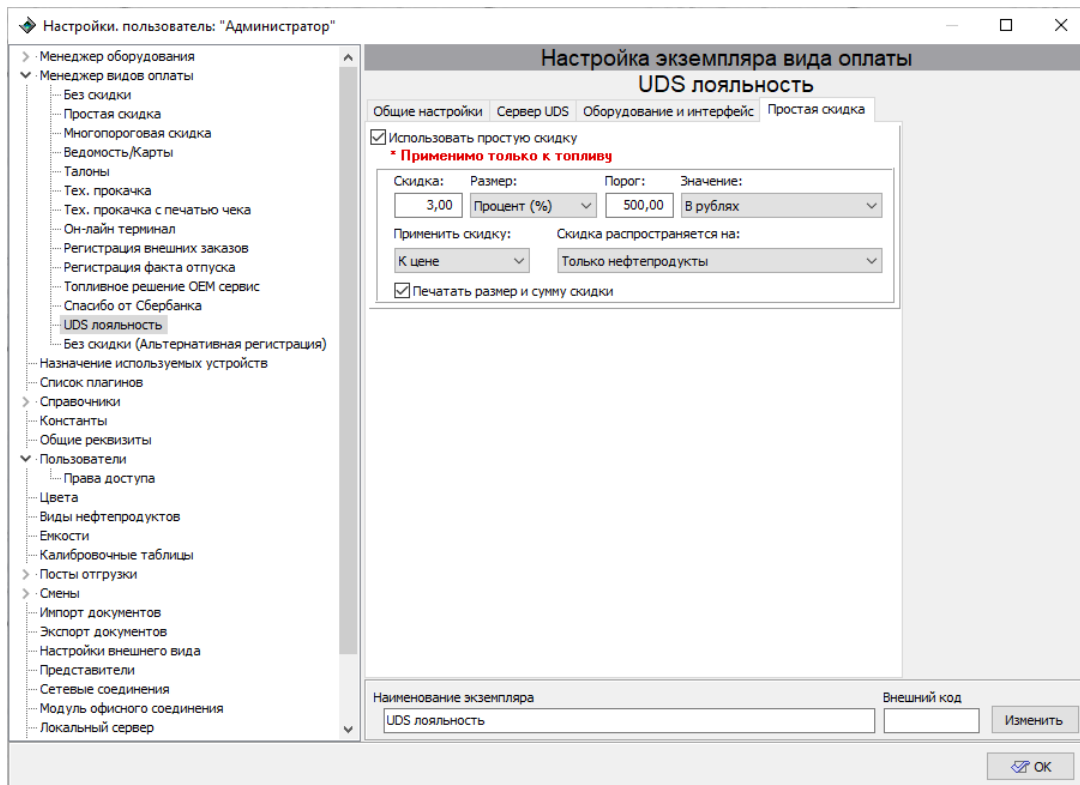 Настройки. пользователь: "Администратор"
Менеджер оборудования
Менеджер видов оплаты
Без скидки
Простая скидка
Многопороговая скидка
Ведомость/Карты
Талоны
Тех. прокачка
Тех. прокачка с печатью чека
Он-лайн терминал
Регистрация внешних заказов
Регистрация факта отпуска
Топливное решение OEM сервис
Спасибо от Сбербанка
UDS лояльность
Без скидки (Альтернативная регистрация)
Назначение используемых устройств
Список плагинов
Справочники
Константы
Общие реквизиты
Пользователи
Права доступа
Цвета
Виды нефтепродуктов
Емкости
Калибровочные таблицы
Посты отгрузки
Смены
Импорт документов
Экспорт документов
Настройки внешнего вида
Представители
Сетевые соединения
Модуль офисного соединения
Локальный сервер
Настройка экземпляра вида оплаты
UDS лояльность
Общие настройки Сервер UDS Оборудование и интерфейс Простая скидка
Использовать простую скидку
* Применимо только к топливу
Скидка: Размер: Порог: Значение:
3,00 Процент (%) 500,00 В рублях
Применить скидку: Скидка распространяется на:
К цене Только нефтепродукты
Печатать размер и сумму скидки
Наименование экземпляра Внешний код
UDS лояльность Изменить
OK